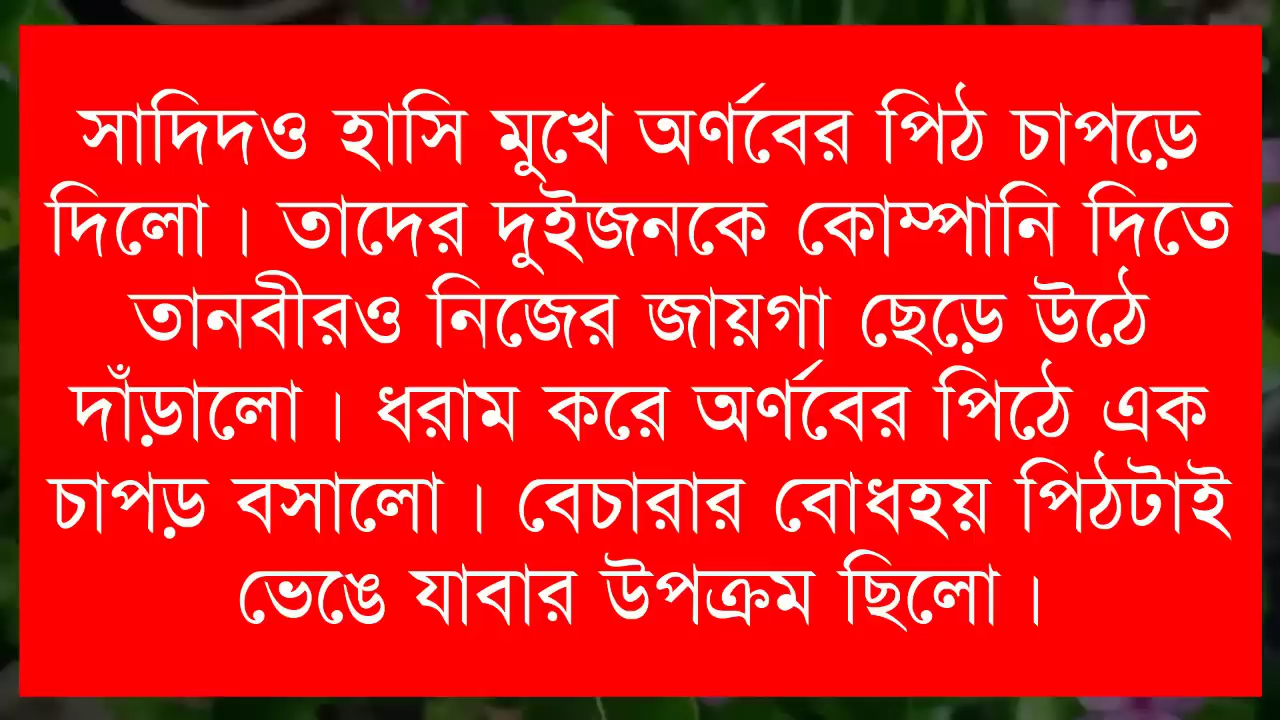 সাদিদও হাসি মুখে অর্ণবের পিঠ চাপড়ে
দিলো। তাদের দুইজনকে কোম্পানি দিতে
তানবীরও নিজের জায়গা ছেড়ে উঠে
দাঁড়ালো। ধরাম করে অর্ণবের পিঠে এক
চাপড় বসালো। বেচারার বোধহয় পিঠটাই
ভেঙে যাবার উপক্রম ছিলো।